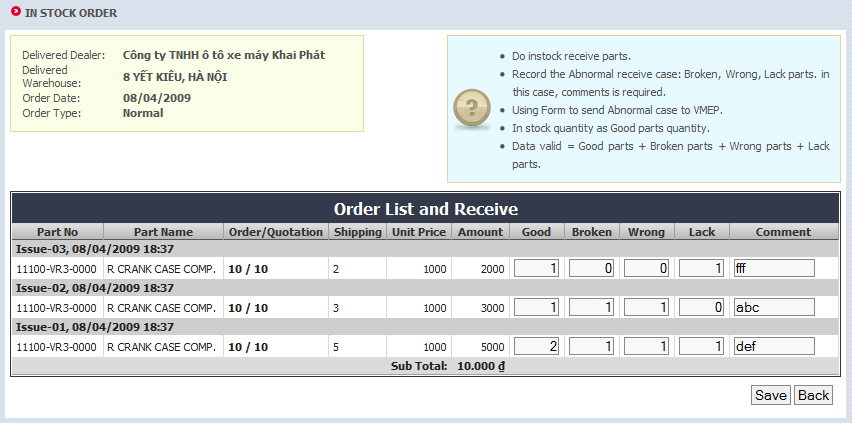 IN STOCK ORDER
Delivered Dealer: Công ty TNHH ô tô xe máy Khai Phát
Delivered Warehouse: 8 YẾT KIÊU, HÀ NỘI
Order Date: 08/04/2009
Order Type: Normal
Do instock receive parts.
Record the Abnormal receive case: Broken, Wrong, Lack parts. in
this case, comments is required.
Using Form to send Abnormal case to VMEP.
In stock quantity as Good parts quantity.
Data valid = Good parts + Broken parts + Wrong parts + Lack
parts.
Order List and Receive
Part No Part Name Order/Quotation Shipping Unit Price Amount Good Broken Wrong Lack Comment
Issue-03, 08/04/2009 18:37
11100-VR3-0000 R CRANK CASE COMP. 10 / 10 2 1000 2000 1 0 0 1 fff
Issue-02, 08/04/2009 18:37
11100-VR3-0000 R CRANK CASE COMP. 10 / 10 3 1000 3000 1 1 1 0 abc
Issue-01, 08/04/2009 18:37
11100-VR3-0000 R CRANK CASE COMP. 10 / 10 5 1000 5000 2 1 1 1 def
Sub Total: 10.000 ₫
Save Back